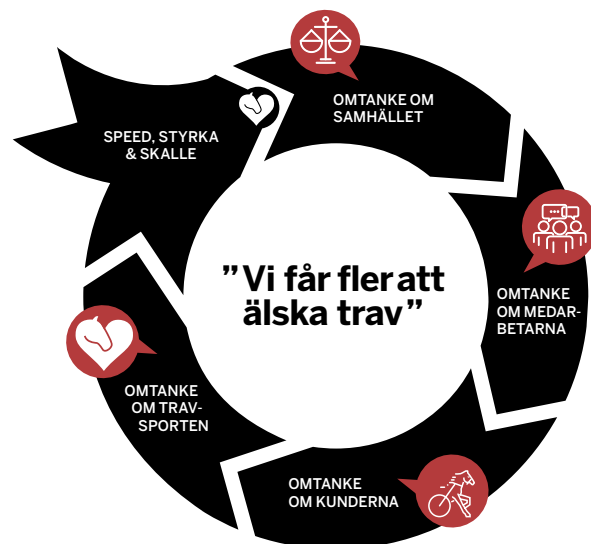 OMTANKE OM
SAMHÄLLET
SPEED, STYRKA
& SKALLE
OMTANKE
OM MEDAR-
BETARNA
"Vi får fler att
älska trav"
OMTANKE
OM TRAV-
SPORTEN
OMTANKE
OM KUNDERNA